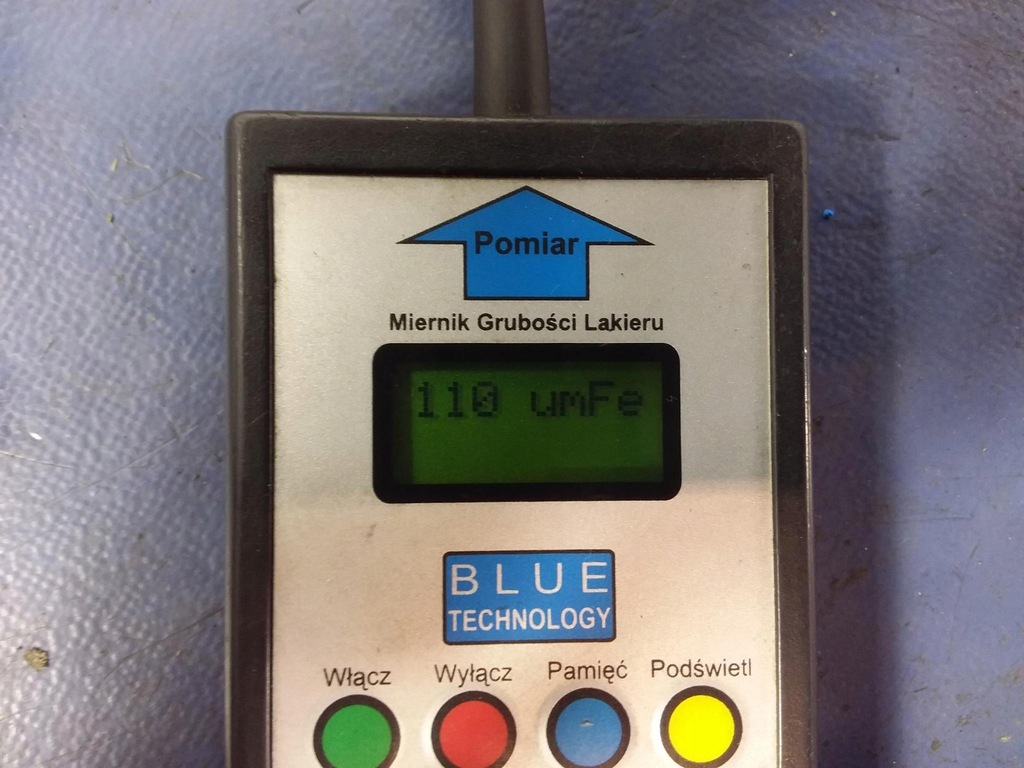 Pomiar
Miernik Grubości Lakieru
110 umFe
BLUE
TECHNOLOGY
Włącz Wyłącz Pamięć Podświetl